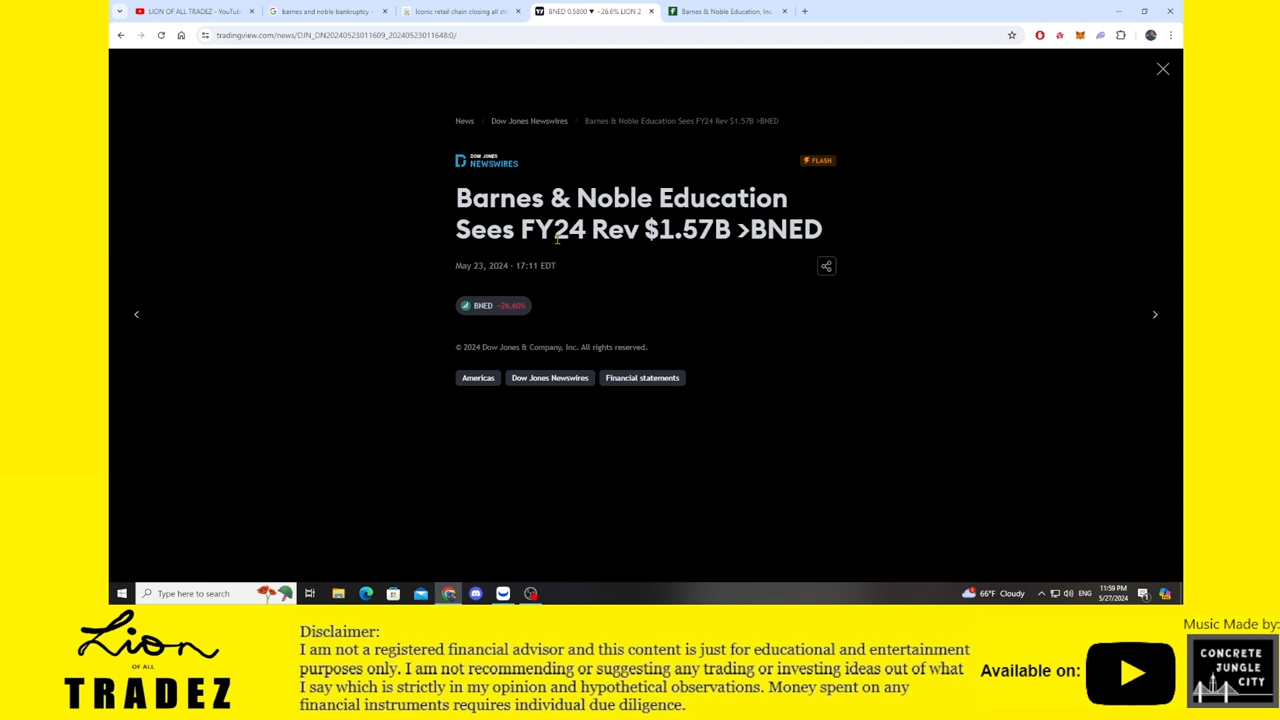 LION OF ALL TRADEZ - YouTub
barnes and noble bankruptcy -
Iconic retail chain closing all sto
BNED 0.5800 ▼ −26.6% LION 2
Barnes & Noble Education, Inc.
tradingview.com/news/DJN_DN20240523011609_20240523011648:0/
News / Dow Jones Newswires / Barnes & Noble Education Sees FY24 Rev $1.57B >BNED
DOW JONES
NEWSWIRES
FLASH
Barnes & Noble Education
Sees FY24 Rev $1.57B >BNED
May 23, 2024 · 17:11 EDT
BNED −26.60%
© 2024 Dow Jones & Company, Inc. All rights reserved.
Americas
Dow Jones Newswires
Financial statements
Type here to search
66°F Cloudy
ENG
11:59 PM
5/27/2024
Lion
OF ALL
TRADEZ
Disclaimer:
I am not a registered financial advisor and this content is just for educational and entertainment
purposes only. I am not recommending or suggesting any trading or investing ideas out of what
I say which is strictly in my opinion and hypothetical observations. Money spent on any
financial instruments requires individual due diligence.
Available on:
Music Made by:
CONCRETE
JUNGLE
CITY